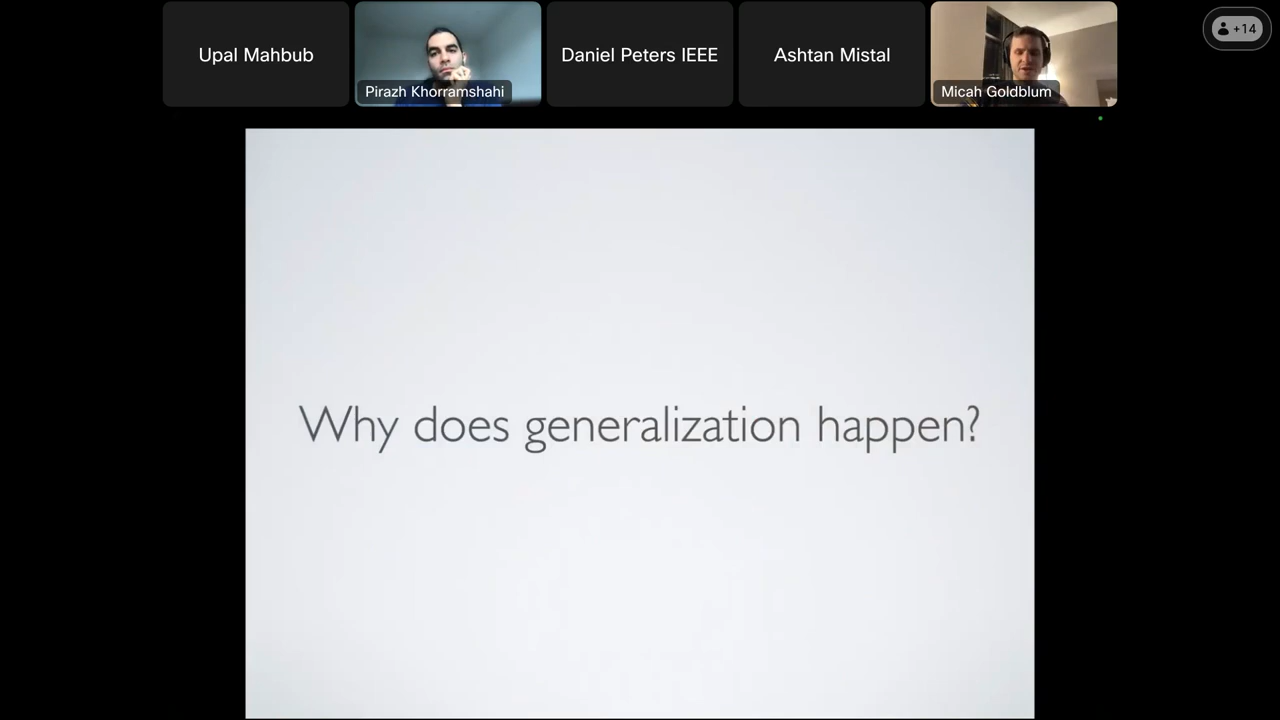 Upal Mahbub
Pirazh Khorramshahi
Daniel Peters IEEE
Ashtan Mistal
Micah Goldblum
+14
Why does generalization happen?